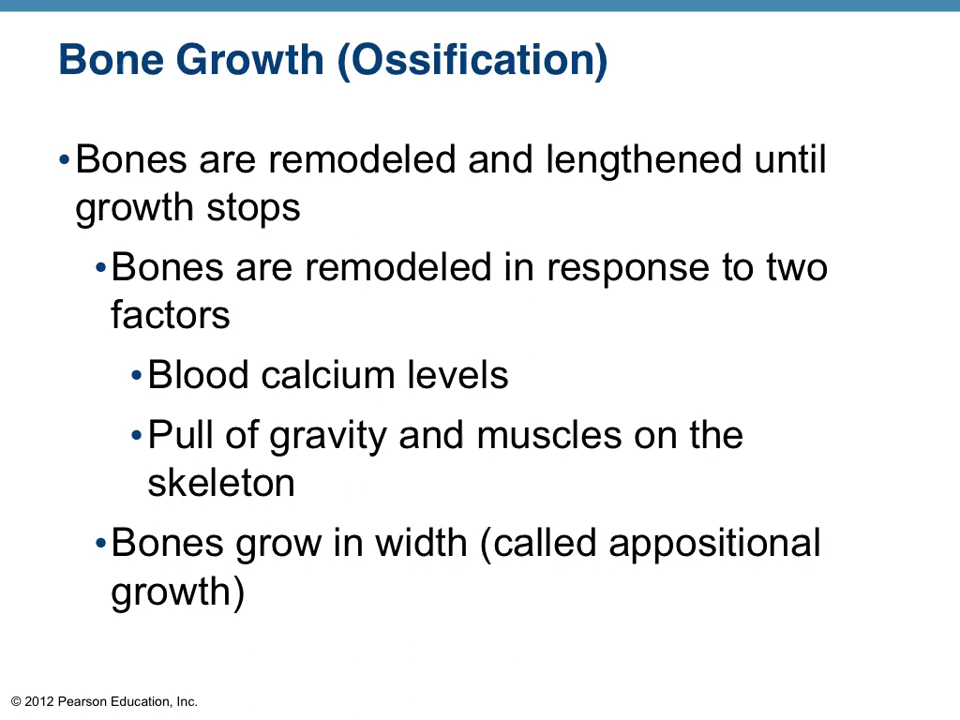 Bone Growth (Ossification)
•Bones are remodeled and lengthened until
growth stops
•Bones are remodeled in response to two
factors
•Blood calcium levels
•Pull of gravity and muscles on the
skeleton
•Bones grow in width (called appositional
growth)
© 2012 Pearson Education, Inc.